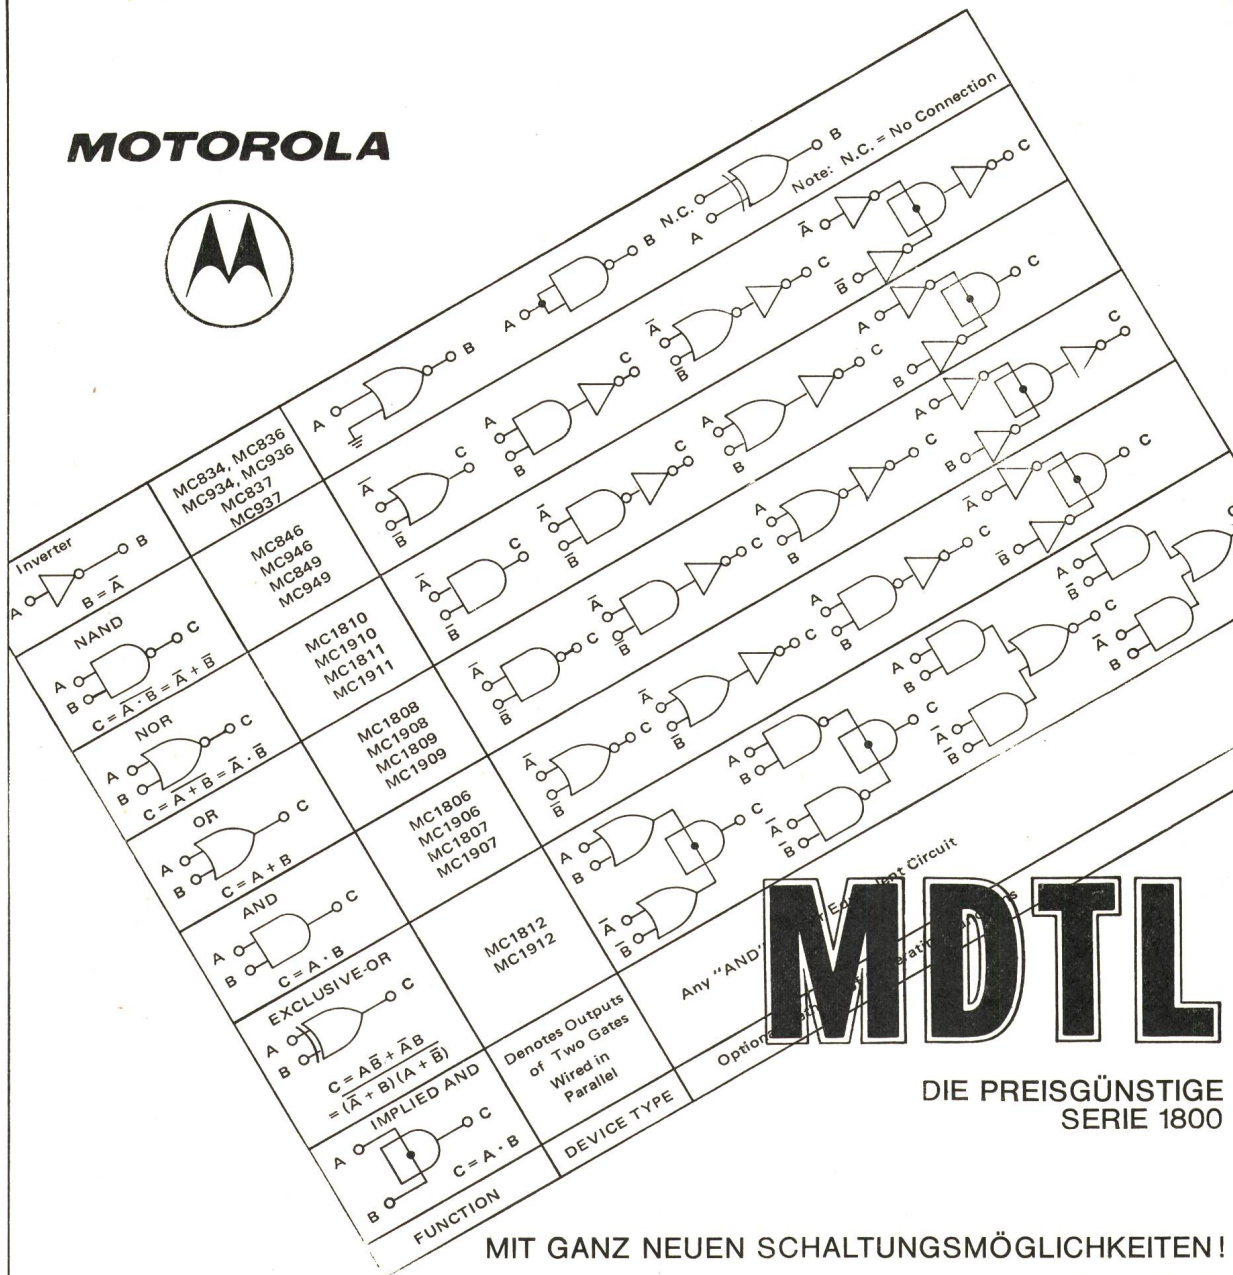 MOTOROLA
Inverter
A B
B = A̅
MC834, MC836
MC934, MC936
MC837
MC937
A B
A B
N.C.
A
B
Note: N.C. = No Connection
NAND
A
B
C
C = A̅ ̅·̅ ̅B̅ = A̅ + B̅
MC846
MC946
MC849
MC949
A̅
B̅
C
A
B
C
A̅
B̅
C
A̅
B̅
C
NOR
A
B
C
C = A̅ ̅+̅ ̅B̅ = A̅ · B̅
MC1810
MC1910
MC1811
MC1911
A̅
B̅
C
A̅
B̅
C
A
B
C
A
B
C
OR
A
B
C
C = A + B
MC1808
MC1908
MC1809
MC1909
A̅
B̅
C
A̅
B̅
C
A
B
C
A
B
C
AND
A
B
C
C = A · B
MC1806
MC1906
MC1807
MC1907
A̅
B̅
C
A̅
B̅
C
A
B
C
A̅
B̅
C
EXCLUSIVE-OR
A
B
C
C = A B̅ + A̅ B
= (A̅ + B) (A + B̅)
MC1812
MC1912
A
B
A̅
B̅
C
A
B
A̅
B̅
C
A
B
A̅
B̅
C
A
B̅
A̅
B
IMPLIED AND
A
B
C
C = A · B
Denotes Outputs
of Two Gates
Wired in
Parallel
Any "AND" Circuit
FUNCTION
DEVICE TYPE
MDTL
DIE PREISGÜNSTIGE
SERIE 1800
MIT GANZ NEUEN SCHALTUNGSMÖGLICHKEITEN!